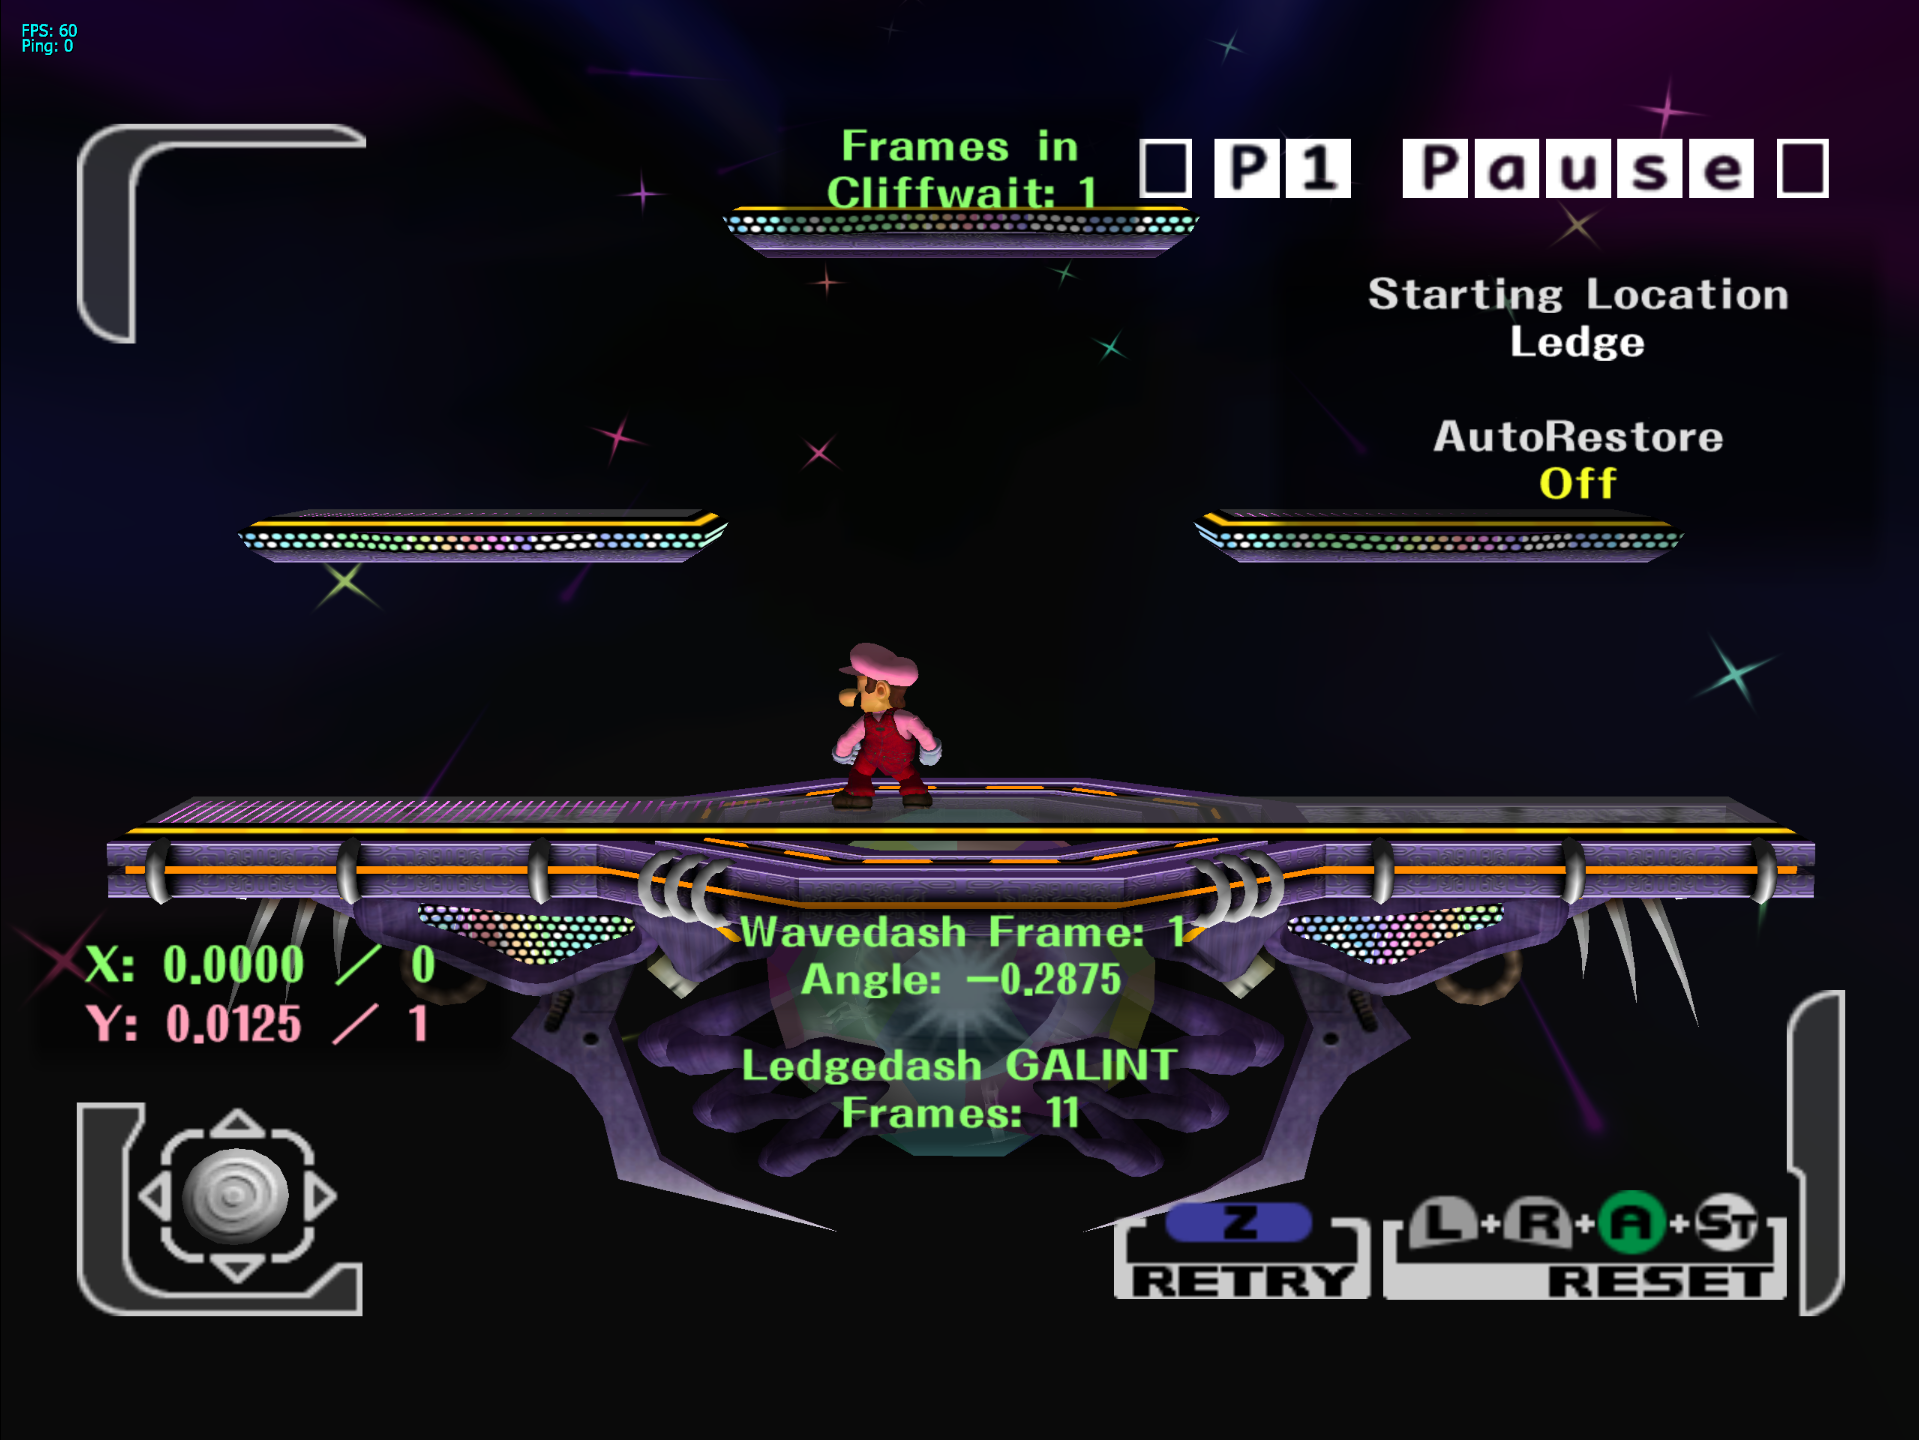 FPS: 60
Ping: 0
Frames in
Cliffwait: 1
P1 Pause
Starting Location
Ledge
AutoRestore
Off
Wavedash Frame: 1
Angle: −0.2875
X: 0.0000 / 0
Y: 0.0125 / 1
Ledgedash GALINT
Frames: 11
Z
RETRY
L+R+A+ST
RESET